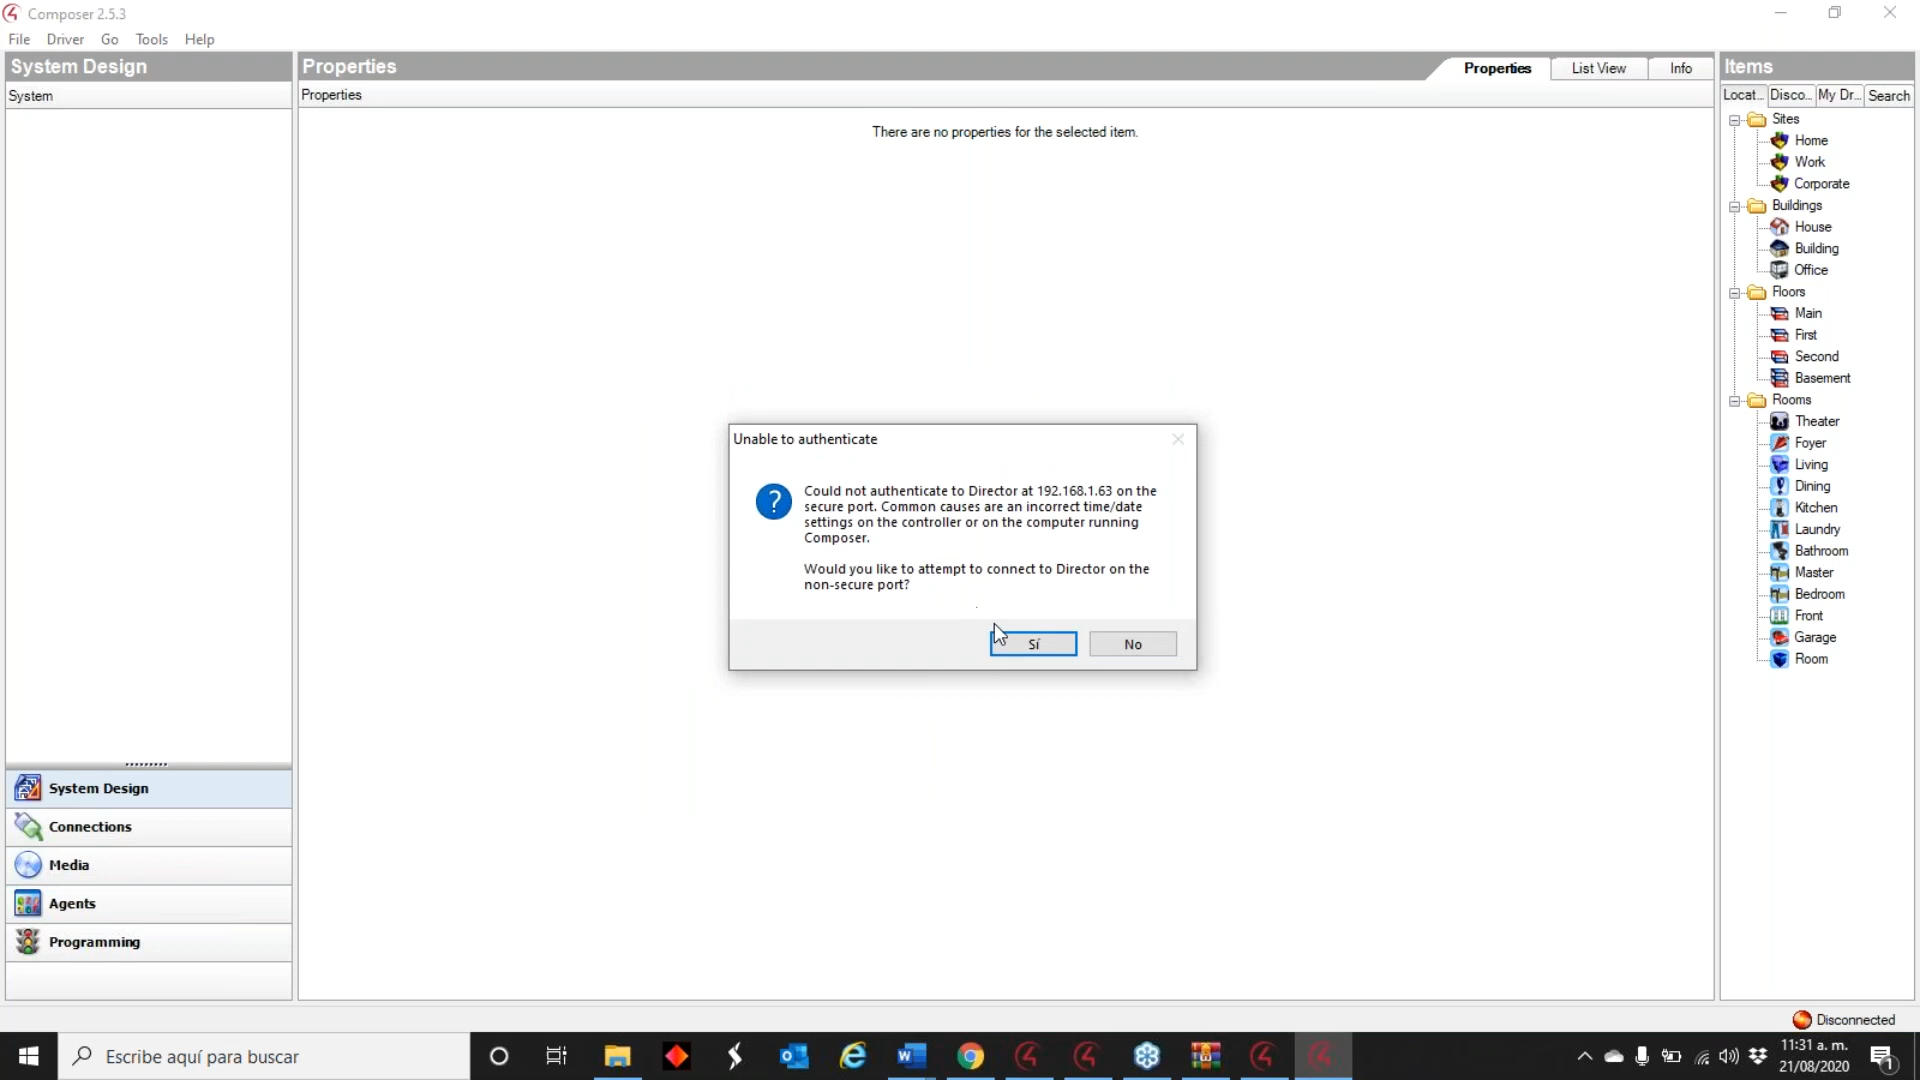 Composer 2.5.3
File Driver Go Tools Help
System Design
System
System Design
Connections
Media
Agents
Programming
Properties
Properties List View Info
Properties
There are no properties for the selected item.
Unable to authenticate
Could not authenticate to Director at 192.168.1.63 on the
secure port. Common causes are an incorrect time/date
settings on the controller or on the computer running
Composer.
Would you like to attempt to connect to Director on the
non-secure port?
Sí No
Items
Locat... Disco... My Dr... Search
Sites
Home
Work
Corporate
Buildings
House
Building
Office
Floors
Main
First
Second
Basement
Rooms
Theater
Foyer
Living
Dining
Kitchen
Laundry
Bathroom
Master
Bedroom
Front
Garage
Room
Disconnected
Escribe aquí para buscar
11:31 a. m.
21/08/2020
1